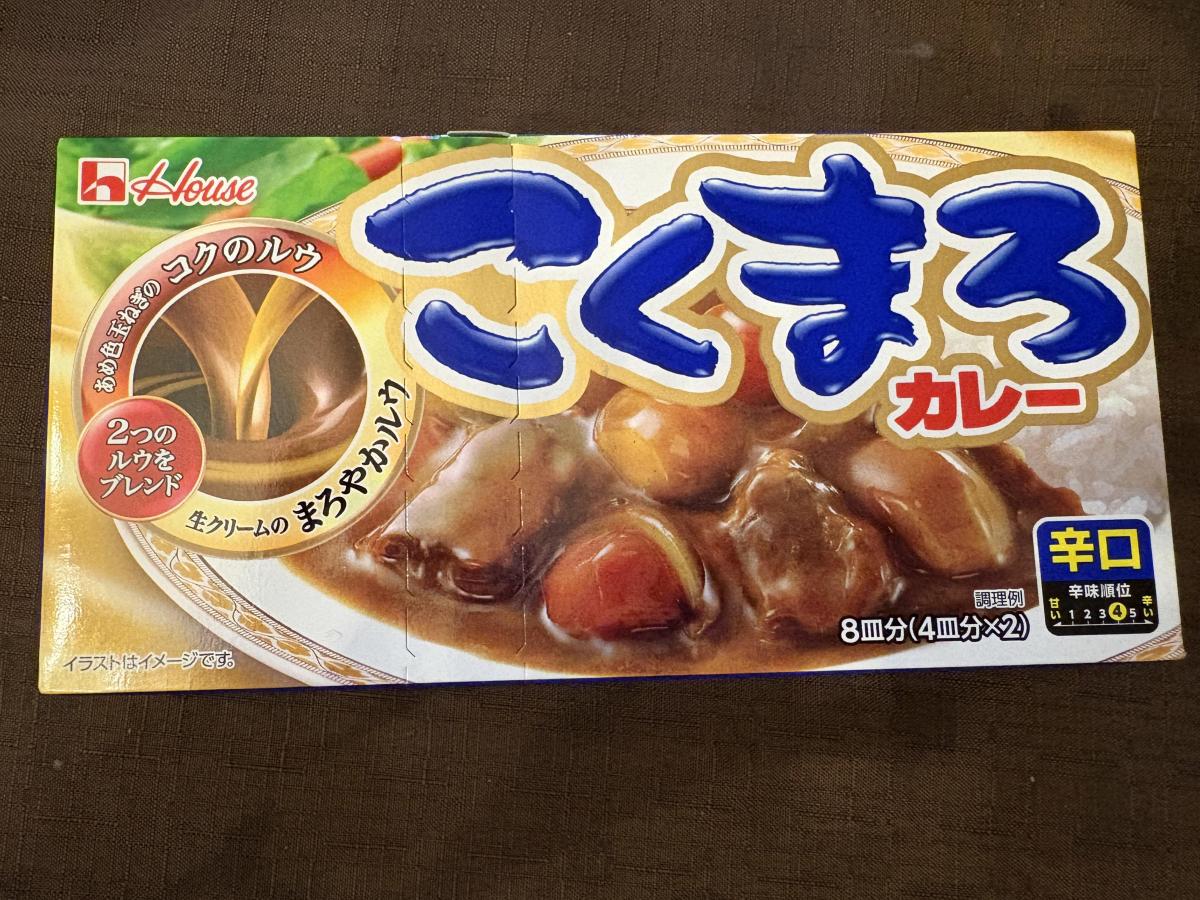 House
こくまろ
カレー
あめ色玉ねぎの コクのルウ
2つの
ルウを
ブレンド
生クリームの まろやかルウ
辛口
辛味順位
甘い 1 2 3 4 5 辛い
調理例
8皿分(4皿分×2)
イラストはイメージです。